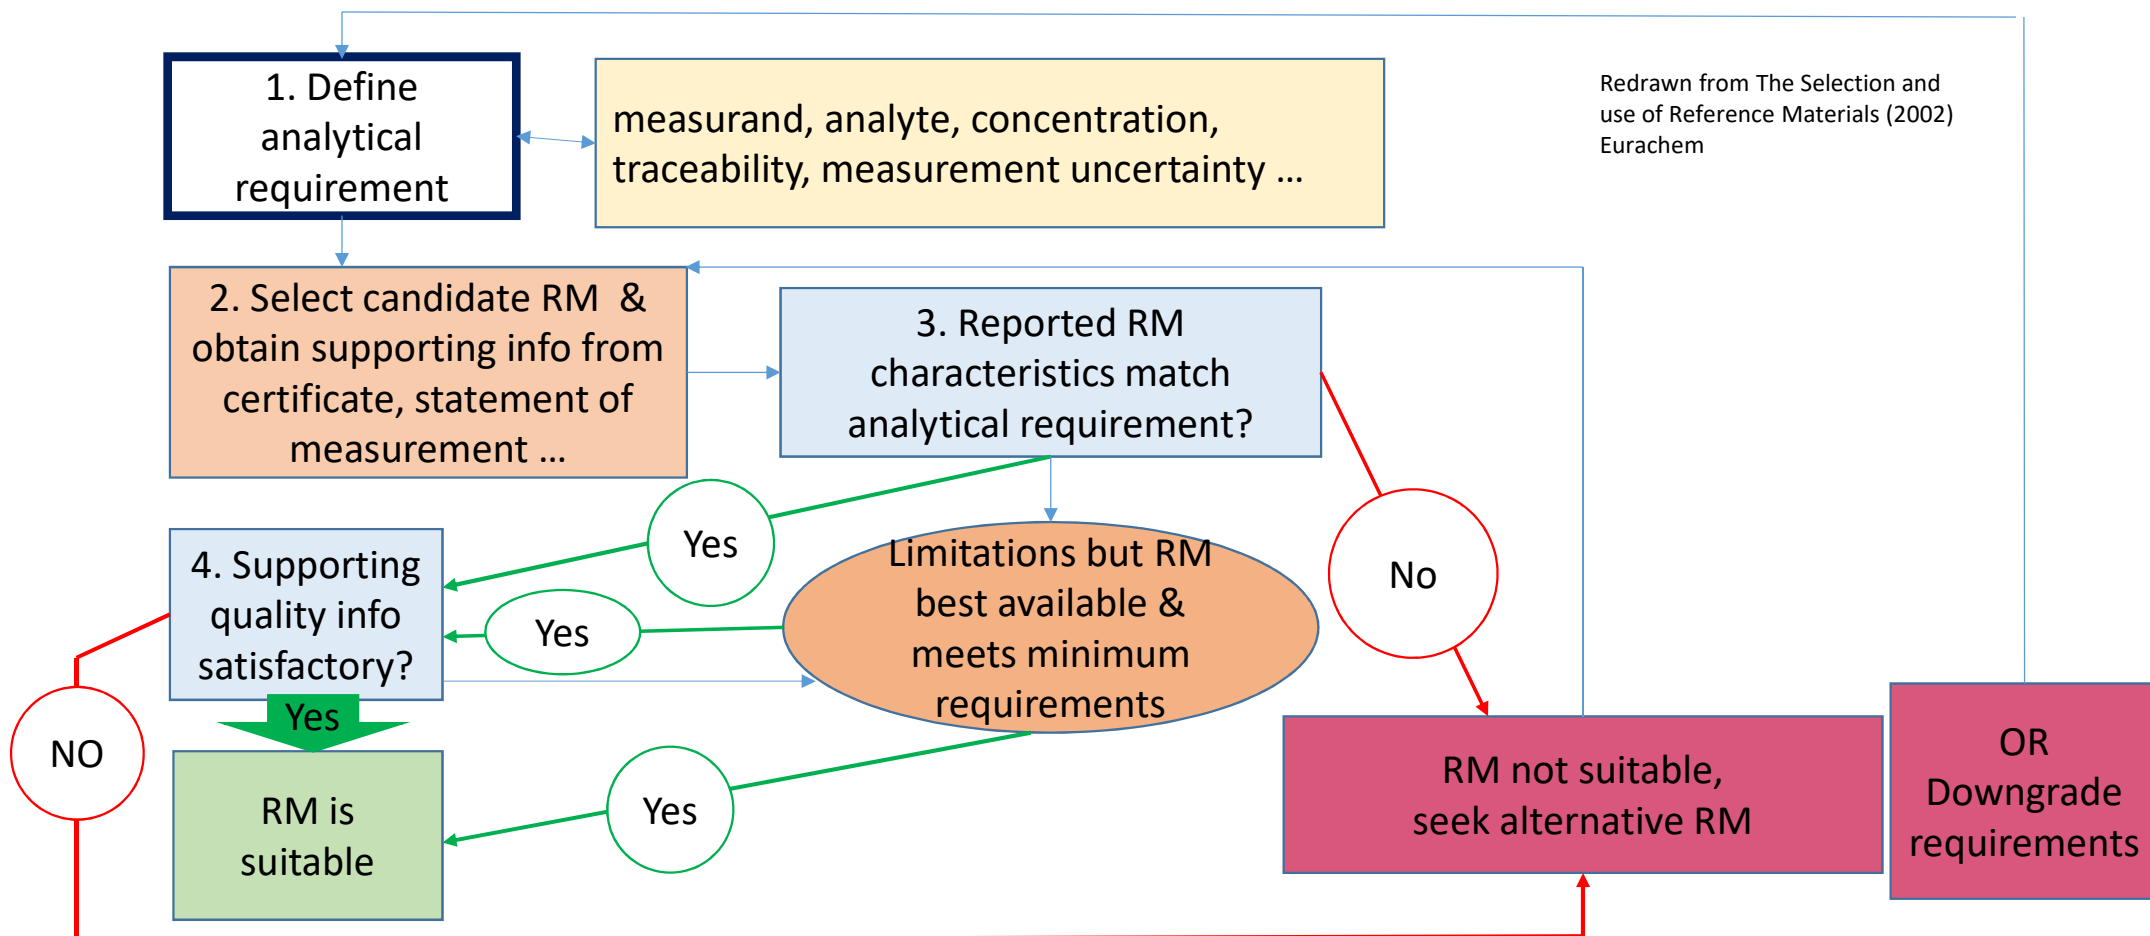 1. Define
analytical
requirement
measurand, analyte, concentration,
traceability, measurement uncertainty ...
Redrawn from The Selection and
use of Reference Materials (2002)
Eurachem
2. Select candidate RM  &
obtain supporting info from
certificate, statement of
measurement ...
3. Reported RM
characteristics match
analytical requirement?
Yes
No
4. Supporting
quality info
satisfactory?
Yes
Limitations but RM
best available &
meets minimum
requirements
NO
Yes
RM is
suitable
Yes
RM not suitable,
seek alternative RM
OR
Downgrade
requirements